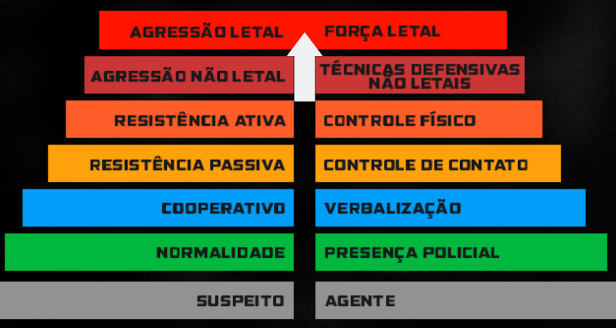 AGRESSÃO LETAL FORÇA LETAL
AGRESSÃO NÃO LETAL TÉCNICAS DEFENSIVAS
NÃO LETAIS
RESISTÊNCIA ATIVA CONTROLE FÍSICO
RESISTÊNCIA PASSIVA CONTROLE DE CONTATO
COOPERATIVO VERBALIZAÇÃO
NORMALIDADE PRESENÇA POLICIAL
SUSPEITO AGENTE